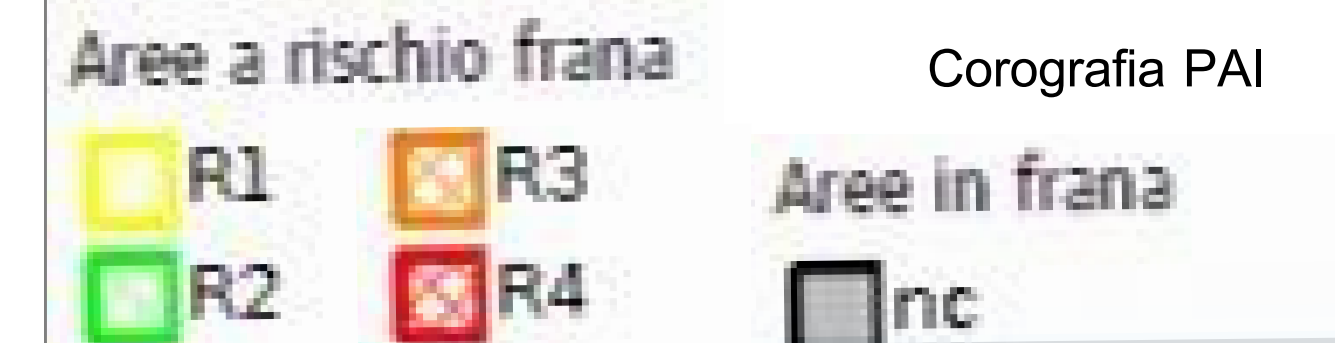 Aree a rischio frana
Corografia PAI
R1
R3
Aree in frana
R2
R4
nc